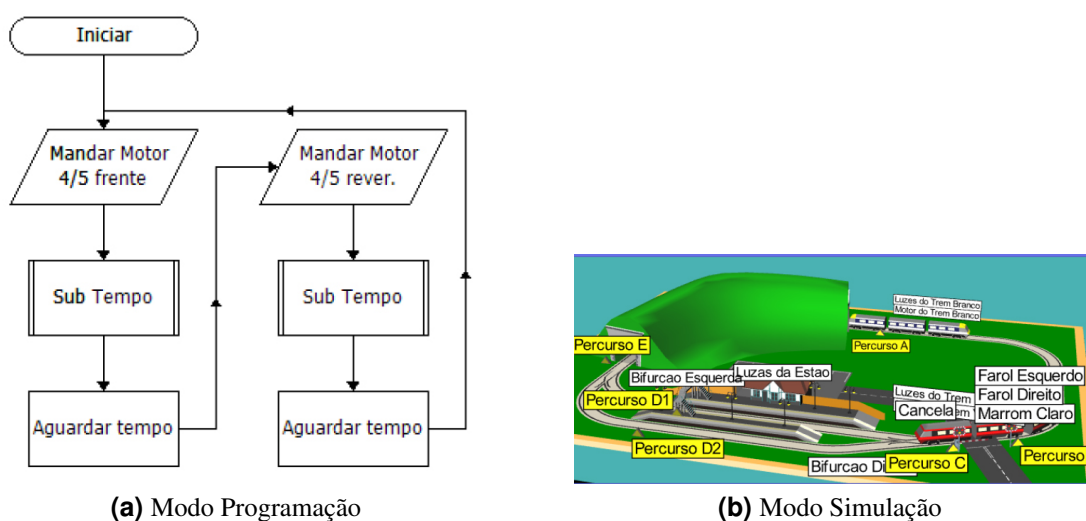 Iniciar
Mandar Motor
4/5 frente
Mandar Motor
4/5 rever.
Sub Tempo
Sub Tempo
Aguardar tempo
Aguardar tempo
(a) Modo Programação
Luzes do Trem Branco
Motor do Trem Branco
Percurso A
Percurso E
Bifurcao Esquerda
Luzas da Estao
Farol Esquerdo
Percurso D1
Luzes do Trem
Farol Direito
Cancela
Marrom Claro
Percurso D2
Bifurcao Di
Percurso C
Percurso
(b) Modo Simulação